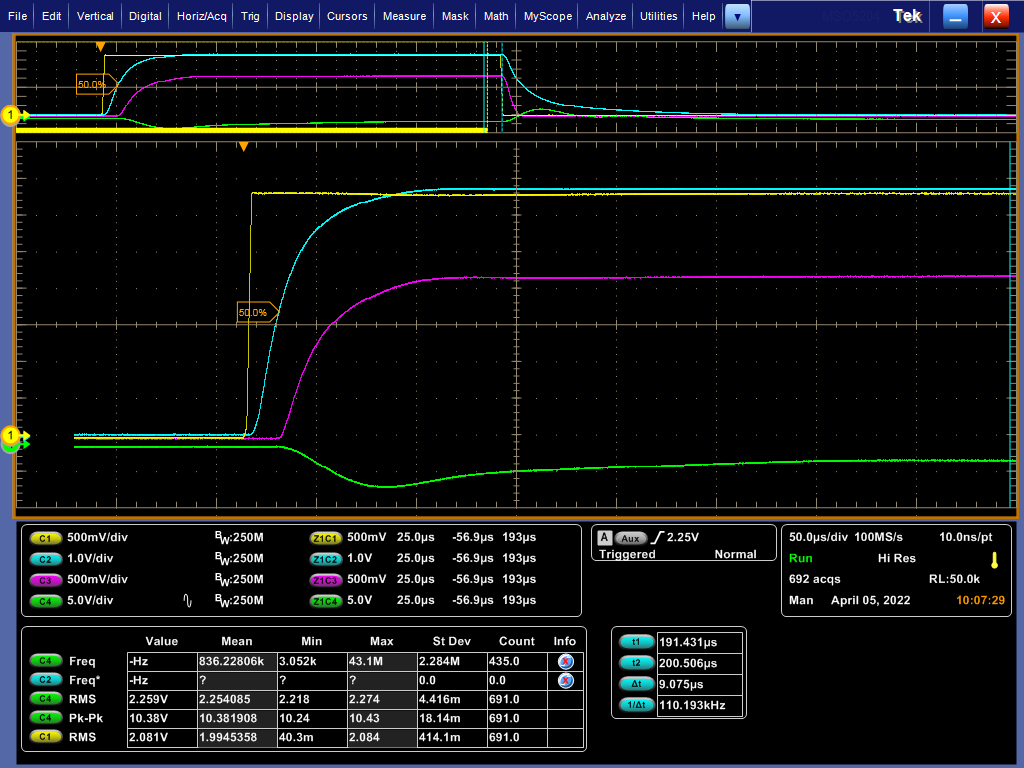 File Edit Vertical Digital Horiz/Acq Trig Display Cursors Measure Mask Math MyScope Analyze Utilities Help Tek X
50.0%
1
50.0%
1
C1 500mV/div BW:250M Z1C1 500mV 25.0µs -56.9µs 193µs
C2 1.0V/div BW:250M Z1C2 1.0V 25.0µs -56.9µs 193µs
C3 500mV/div BW:250M Z1C3 500mV 25.0µs -56.9µs 193µs
C4 5.0V/div BW:250M Z1C4 5.0V 25.0µs -56.9µs 193µs
A Aux 2.25V
Triggered Normal
50.0µs/div 100MS/s 10.0ns/pt
Run Hi Res
692 acqs RL:50.0k
Man April 05, 2022 10:07:29
Value Mean Min Max St Dev Count Info
C4 Freq -Hz 836.22806k 3.052k 43.1M 2.284M 435.0 X
C2 Freq* -Hz ? ? ? 0.0 0.0 X
C4 RMS 2.259V 2.254085 2.218 2.274 4.416m 691.0
C4 Pk-Pk 10.38V 10.381908 10.24 10.43 18.14m 691.0
C1 RMS 2.081V 1.9945358 40.3m 2.084 414.1m 691.0
t1 191.431µs
t2 200.506µs
Δt 9.075µs
1/Δt 110.193kHz